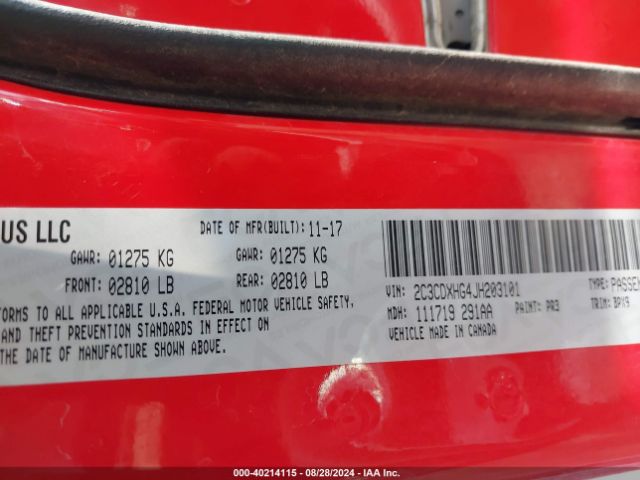 US LLC
DATE OF MFR(BUILT): 11-17
GAWR: 01275 KG
GAWR: 01275 KG
FRONT: 02810 LB
REAR: 02810 LB
FORMS TO ALL APPLICABLE U.S.A. FEDERAL MOTOR VEHICLE SAFETY,
AND THEFT PREVENTION STANDARDS IN EFFECT ON
THE DATE OF MANUFACTURE SHOWN ABOVE.
VIN: 2C3CDXHG4JH203101
TYPE: PASSEN
MDH: 111719 291AA
PAINT: PR3
TRIM: BPX9
VEHICLE MADE IN CANADA
000-40214115 - 08/28/2024 - IAA Inc.